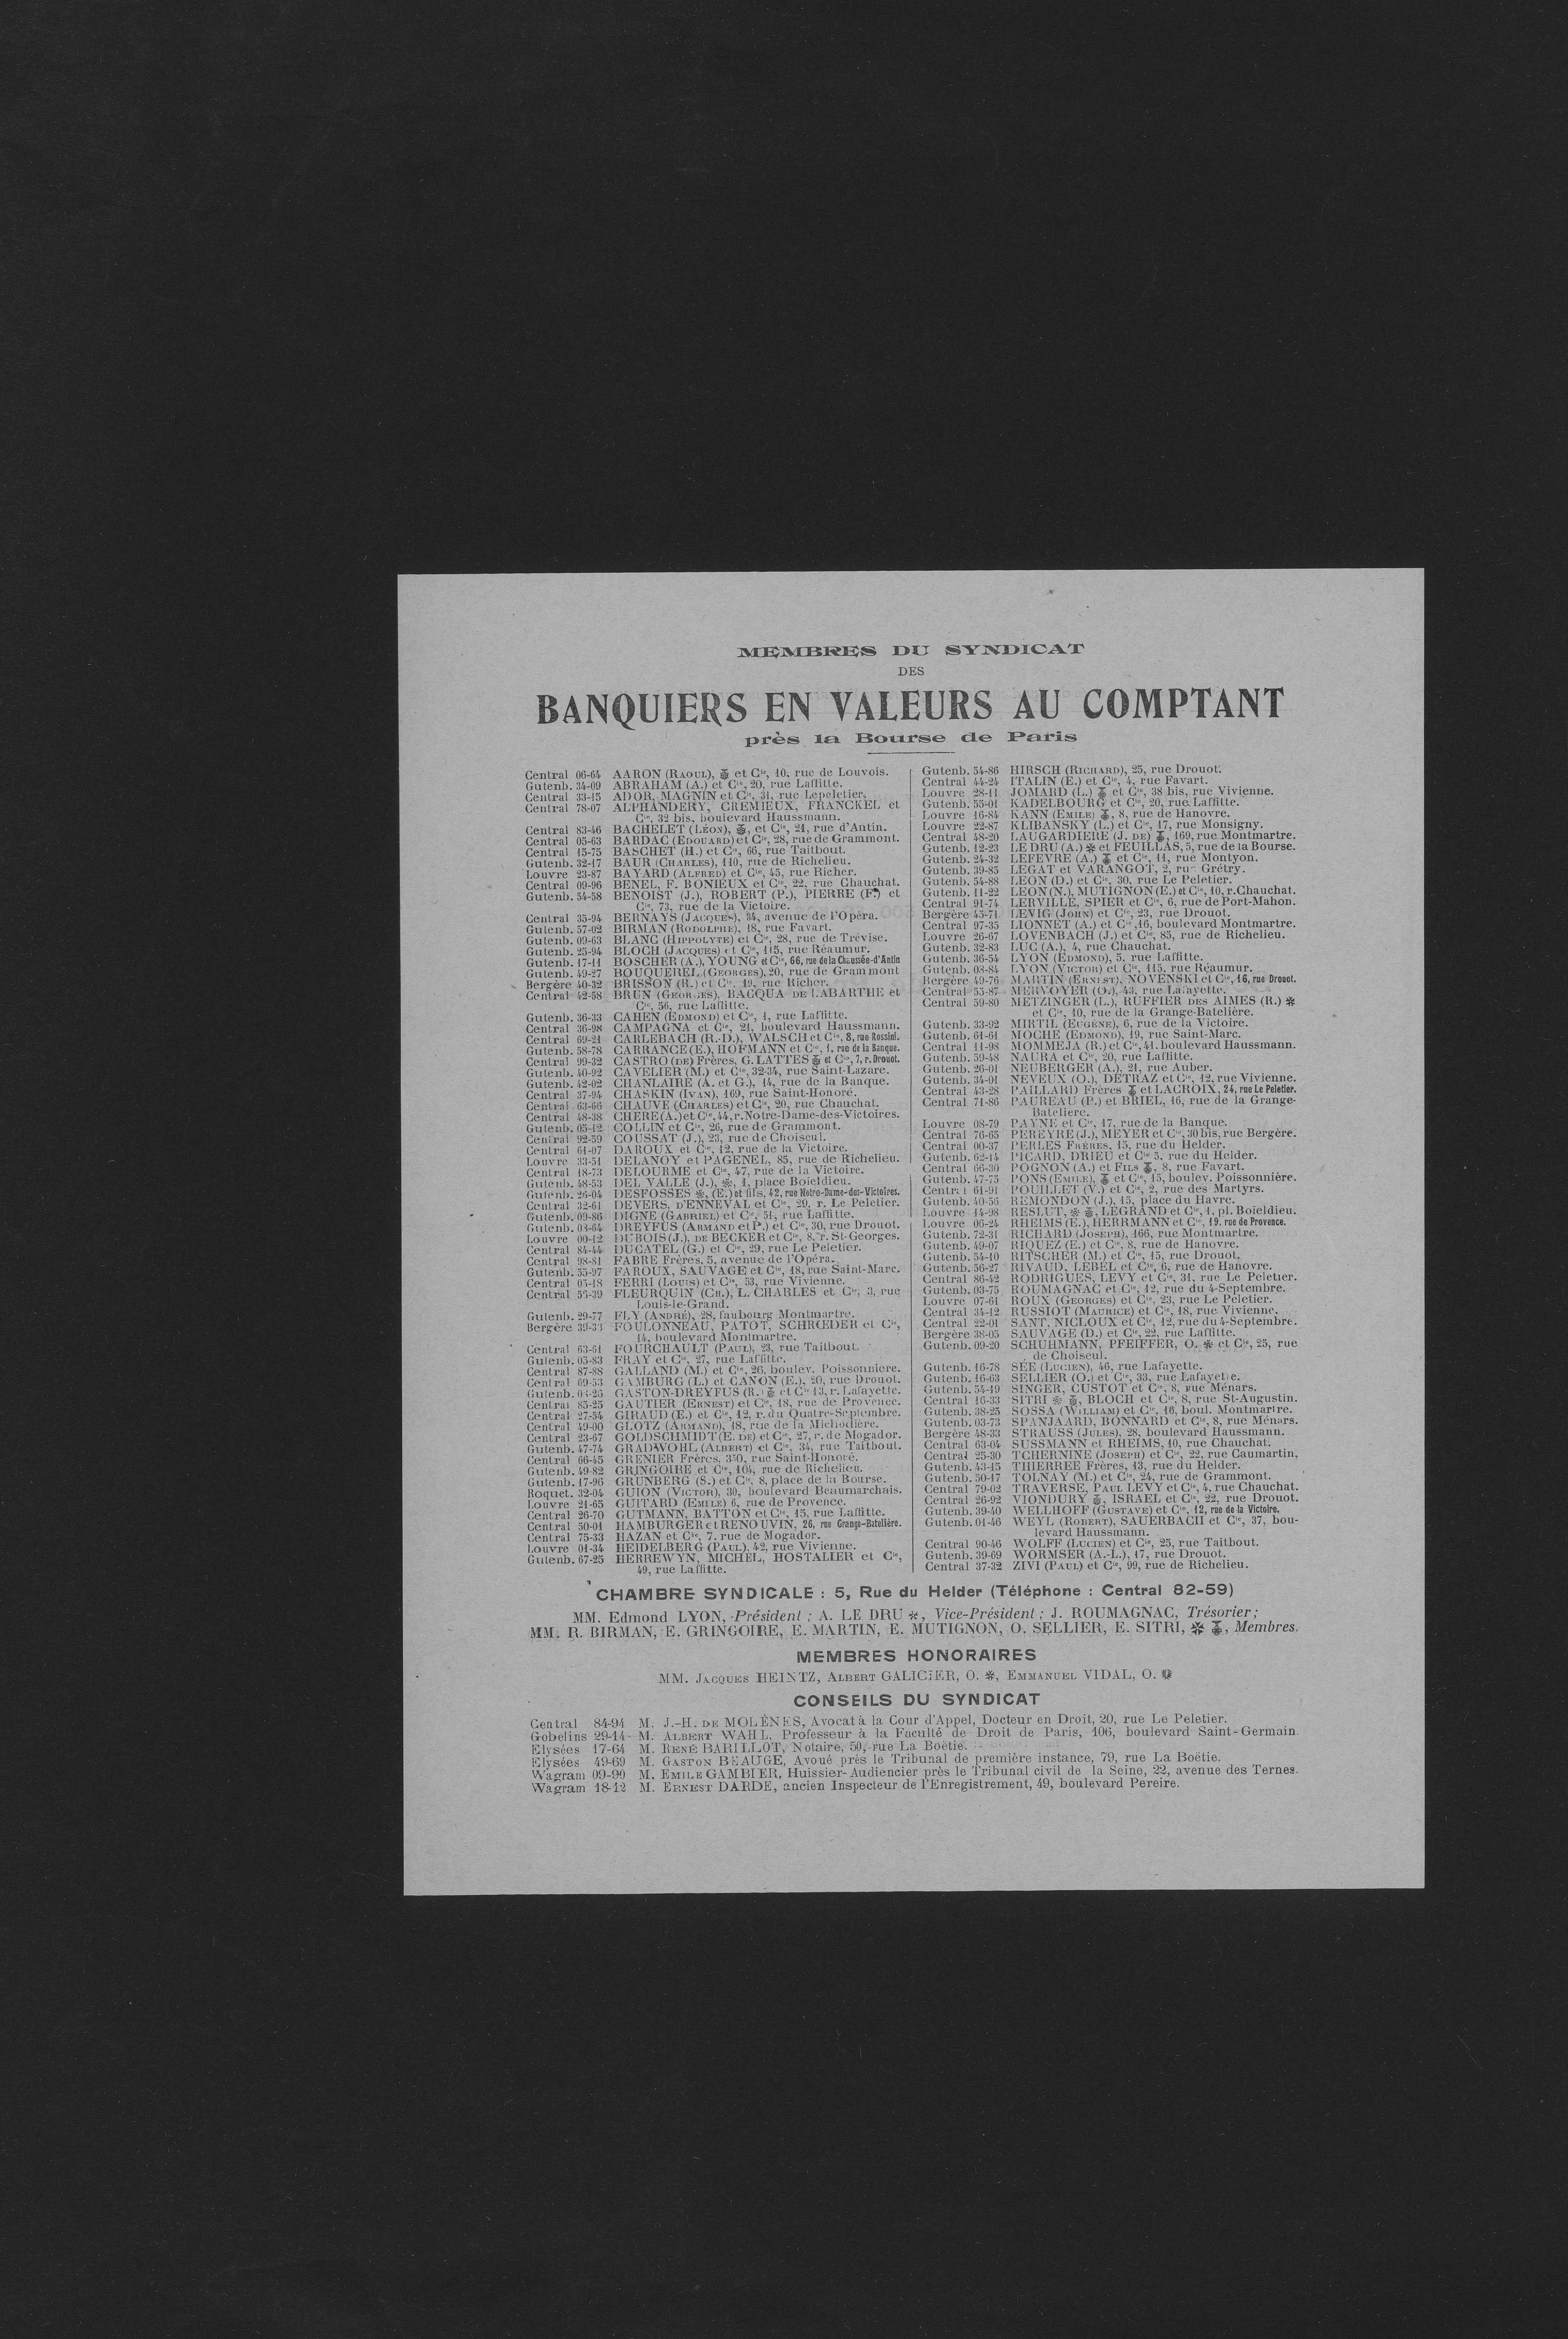 MEMBRES DU SYNDICAT
DES
BANQUIERS EN VALEURS AU COMPTANT
près la Bourse de Paris
Central 06-64 AARON (RAOUL), et Cie, 10, rue de Louvois.
Gutenb. 34-09 ABRAHAM (A.) et Cie, 20, rue Laffitte.
Central 33-15 ADOR, MAGNIN et Cie, 31, rue Lepeletier.
Central 78-07 ALPHANDERY, CREMIEUX, FRANCKEL et
Cie, 32 bis, boulevard Haussmann.
Central 83-46 BACHELET (LÉON), et Cie, 21, rue d'Antin.
Central 05-63 BARDAC (EDOUARD) et Cie, 28, rue de Grammont.
Central 15-75 BASCHET (H.) et Cie, 66, rue Taitbout.
Gutenb. 32-17 BAUR (CHARLES), 110, rue de Richelieu.
Louvre 23-87 BAYARD (ALFRED) et Cie, 45, rue Richer.
Central 09-96 BENEL, F. BONIEUX et Cie, 22, rue Chauchat.
Gutenb. 54-58 BENOIST (J.), ROBERT (P.), PIERRE (F.) et
Cie, 73, rue de la Victoire.
Central 35-94 BERNAYS (JACQUES), 34, avenue de l'Opéra.
Gutenb. 57-02 BIRMAN (RODOLPHE), 18, rue Favart.
Gutenb. 09-63 BLANC (HIPPOLYTE) et Cie, 28, rue de Trévise.
Gutenb. 25-94 BLOCH (JACQUES) et Cie, 115, rue Réaumur.
Gutenb. 17-11 BOSCHER (A.), YOUNG et Cie, 66, rue de la Chaussée-d'Antin
Gutenb. 49-27 BOUQUEREL (GEORGES), 20, rue de Grammont
Bergère 40-32 BRISSON (R.) et Cie, 19, rue Richer.
Central 42-58 BRUN (GEORGES), BACQUA DE LABARTHE et
Cie, 56, rue Laffitte.
Gutenb. 36-33 CAHEN (EDMOND) et Cie, 1, rue Laffitte.
Central 36-98 CAMPAGNA et Cie, 21, boulevard Haussmann.
Central 69-21 CARLEBACH (R.-D.), WALSCH et Cie, 8, rue Rossini.
Gutenb. 58-78 CARRANCE (E.), HOFMANN et Cie, 1, rue de la Banque.
Central 99-32 CASTRO (DE) Frères, G. LATTES et Cie, 7, r. Drouot.
Gutenb. 40-92 CAVELIER (M.) et Cie, 32-34, rue Saint-Lazare.
Gutenb. 42-02 CHANLAIRE (A. et G.), 14, rue de la Banque.
Central 37-94 CHASKIN (IVAN), 169, rue Saint-Honoré.
Central 63-66 CHAUVE (CHARLES) et Cie, 20, rue Chauchat.
Central 48-38 CHERE (A.) et Cie, 44, r. Notre-Dame-des-Victoires.
Gutenb. 05-12 COLLIN et Cie, 26, rue de Grammont.
Central 92-59 COUSSAT (J.), 23, rue de Choiseul.
Central 61-07 DAROUX et Cie, 12, rue de la Victoire.
Louvre 33-51 DELANOY et PAGENEL, 85, rue de Richelieu.
Central 18-73 DELOURME et Cie, 47, rue de la Victoire.
Gutenb. 48-53 DEL VALLE (J.), ✻, 1, place Boieldieu.
Gutenb. 26-04 DESFOSSES ✻, (E.) et fils, 42, rue Notre-Dame-des-Victoires.
Central 32-61 DEVERS, D'ENNEVAL et Cie, 29, r. Le Peletier.
Gutenb. 09-86 DIGNE (GABRIEL) et Cie, 51, rue Laffitte.
Gutenb. 08-64 DREYFUS (ARMAND et P.) et Cie, 30, rue Drouot.
Louvre 00-12 DUBOIS (J.), DE BECKER et Cie, 8, r. St-Georges.
Central 84-44 DUCATEL (G.) et Cie, 29, rue Le Peletier.
Central 98-81 FABRE Frères, 5, avenue de l'Opéra.
Gutenb. 55-97 FAROUX, SAUVAGE et Cie, 18, rue Saint-Marc.
Central 05-18 FERRI (LOUIS) et Cie, 53, rue Vivienne.
Central 56-39 FLEURQUIN (CH.), L. CHARLES et Cie, 3, rue
Louis-le-Grand.
Gutenb. 29-77 FLY (ANDRÉ), 28, faubourg Montmartre.
Bergère FOULONNEAU, PATOT, SCHRŒDER et Cie,
14, boulevard Montmartre.
Central 63-61 FOURCHAULT (PAUL), 23, rue Taitbout.
Gutenb. 05-83 FRAY et Cie, 27, rue Laffitte.
Central 87-88 GALLAND (M.) et Cie, 26, boulev. Poissonnière.
Central 69-53 GAMBURG (L.) et CANON (E.), 20, rue Drouot.
Gutenb. 04-25 GASTON-DREYFUS (R.) et Cie 13, r. Lafayette.
Central 85-25 GAUTIER (ERNEST) et Cie, 18, rue de Provence.
Central 27-54 GIRAUD (E.) et Cie, 12, r. du Quatre-Septembre.
Central 49-00 GLOTZ (ARMAND), 18, rue de la Michodière.
Central 23-67 GOLDSCHMIDT (E. DE) et Cie, 27, r. de Mogador.
Gutenb. 47-74 GRADWOHL (ALBERT) et Cie, 34, rue Taitbout.
Central 66-45 GRENIER Frères, 350, rue Saint-Honoré.
Gutenb. 49-82 GRINGOIRE et Cie, 104, rue de Richelieu.
Gutenb. 17-96 GRUNBERG (S.) et Cie, 8, place de la Bourse.
Roquet. 32-04 GUION (VICTOR), 39, boulevard Beaumarchais.
Louvre 21-65 GUITARD (EMILE) 6, rue de Provence.
Central 26-70 GUTMANN, BATTON et Cie, 15, rue Laffitte.
Central 50-01 HAMBURGER et RENOUVIN, 26, rue Grange-Batelière.
Central 75-33 HAZAN et Cie, 7, rue de Mogador.
Louvre 01-34 HEIDELBERG (PAUL), 42, rue Vivienne.
Gutenb. 67-25 HERREWYN, MICHEL, HOSTALIER et Cie,
49, rue Laffitte.
Gutenb. 54-86 HIRSCH (RICHARD), 25, rue Drouot.
Central 44-24 ITALIN (E.) et Cie, 4, rue Favart.
Louvre 28-11 JOMARD (L.) et Cie, 38 bis, rue Vivienne.
Gutenb. 55-01 KADELBOURG et Cie, 20, rue Laffitte.
Louvre 16-84 KANN (EMILE), 8, rue de Hanovre.
Louvre 22-87 KLIBANSKY (L.) et Cie, 17, rue Monsigny.
Central 48-20 LAUGARDIERE (J. DE), 169, rue Montmartre.
Gutenb. 12-23 LE DRU (A.) ✻ et FEUILLAS, 5, rue de la Bourse.
Gutenb. 24-32 LEFEVRE (A.) et Cie, 11, rue Montyon.
Gutenb. 39-85 LEGAT et VARANGOT, 2, rue Grétry.
Gutenb. 54-88 LEON (D.) et Cie, 30, rue Le Peletier.
Gutenb. 11-22 LEON (N.), MUTIGNON (E.) et Cie, 10, r. Chauchat.
Central 91-74 LERVILLE, SPIER et Cie, 6, rue de Port-Mahon.
Bergère 45-71 LEVIG (JOHN) et Cie, 23, rue Drouot.
Central 97-35 LIONNET (A.) et Cie, 16, boulevard Montmartre.
Louvre 26-67 LOVENBACH (J.) et Cie, 85, rue de Richelieu.
Gutenb. 32-83 LUC (A.), 4, rue Chauchat.
Gutenb. 36-54 LYON (EDMOND), 5, rue Laffitte.
Gutenb. 08-84 LYON (VICTOR) et Cie, 115, rue Réaumur.
Bergère 49-76 MARTIN (ERNEST), NOVENSKI et Cie, 16, rue Drouot.
Central 55-87 MERVOYER (O.), 43, rue Lafayette.
Central 59-80 METZINGER (L.), RUFFIER DES AIMES (R.) ✻
et Cie, 10, rue de la Grange-Batelière.
Gutenb. 33-92 MIRTIL (EUGÈNE), 6, rue de la Victoire.
Gutenb. 61-61 MOCHE (EDMOND), 19, rue Saint-Marc.
Central 11-98 MOMMEJA (R.) et Cie, 41, boulevard Haussmann.
Gutenb. 59-48 NAURA et Cie, 20, rue Laffitte.
Gutenb. 26-01 NEUBERGER (A.), 21, rue Auber.
Gutenb. 34-01 NEVEUX (O.), DETRAZ et Cie, 12, rue Vivienne.
Central 43-28 PAILLARD Frères et LACROIX, 24, rue Le Peletier.
Central 71-86 PAUREAU (P.) et BRIEL, 16, rue de la Grange-
Batelière.
Louvre 08-79 PAYNE et Cie, 17, rue de la Banque.
Central 76-65 PEREYRE (J.), MEYER et Cie, 30 bis, rue Bergère.
Central 00-37 PERLES FRÈRES, 15, rue du Helder.
Gutenb. 62-14 PICARD, DRIEU et Cie 5, rue du Helder.
Central 66-30 POGNON (A.) et FILS, 8, rue Favart.
Gutenb. 47-75 PONS (EMILE), et Cie, 15, boulev. Poissonnière.
Central 61-91 POUILLET (V.) et Cie, 2, rue des Martyrs.
Gutenb. 40-56 REMONDON (J.), 15, place du Havre.
Louvre 14-98 RESLUT, ✻, LEGRAND et Cie, 1, pl. Boieldieu.
Louvre 06-24 RHEIMS (E.), HERRMANN et Cie, 19, rue de Provence.
Gutenb. 72-31 RICHARD (JOSEPH), 166, rue Montmartre.
Gutenb. 49-07 RIQUEZ (E.) et Cie, 8, rue de Hanovre.
Gutenb. 54-10 RITSCHER (M.) et Cie, 15, rue Drouot.
Gutenb. 56-27 RIVAUD, LEBEL et Cie, 6, rue de Hanovre.
Central 86-42 RODRIGUES, LEVY et Cie, 31, rue Le Peletier.
Gutenb. 03-75 ROUMAGNAC et Cie, 12, rue du 4-Septembre.
Louvre 07-61 ROUX (GEORGES) et Cie, 23, rue Le Peletier.
Central 34-12 RUSSIOT (MAURICE) et Cie, 18, rue Vivienne.
Central 22-01 SANT, NICLOUX et Cie, 12, rue du 4-Septembre.
Bergère 38-05 SAUVAGE (D.) et Cie, 22, rue Laffitte.
Gutenb. 09-20 SCHUHMANN, PFEIFFER, O. ✻ et Cie, 25, rue
de Choiseul.
Gutenb. 16-78 SÉE (LUCIEN), 46, rue Lafayette.
Gutenb. 16-63 SELLIER (O.) et Cie, 33, rue Lafayette.
Gutenb. 54-19 SINGER, CUSTOT et Cie, 8, rue Ménars.
Central 16-33 SITRI ✻, BLOCH et Cie, 8, rue St-Augustin.
Gutenb. 38-25 SOSSA (WILLIAM) et Cie, 16, boul. Montmartre.
Gutenb. 03-73 SPANJAARD, BONNARD et Cie, 8, rue Ménars.
Bergère 48-33 STRAUSS (JULES), 28, boulevard Haussmann.
Central 63-04 SUSSMANN et RHEIMS, 10, rue Chauchat.
Central 25-30 TCHERNINE (JOSEPH) et Cie, 22, rue Caumartin.
Gutenb. 43-15 THIERREE Frères, 13, rue du Helder.
Gutenb. 50-17 TOLNAY (M.) et Cie, 24, rue de Grammont.
Central 79-02 TRAVERSE, PAUL LEVY et Cie, 4, rue Chauchat.
Central 26-92 VIONDURY, ISRAEL et Cie, 22, rue Drouot.
Gutenb. 39-40 WELLHOFF (GUSTAVE) et Cie, 12, rue de la Victoire.
Gutenb. 01-46 WEYL (ROBERT), SAUERBACH et Cie, 37, bou-
levard Haussmann.
Central 90-46 WOLFF (LUCIEN) et Cie, 25, rue Taitbout.
Gutenb. 39-69 WORMSER (A.-L.), 17, rue Drouot.
Central 37-32 ZIVI (PAUL) et Cie, 99, rue de Richelieu.
CHAMBRE SYNDICALE : 5, Rue du Helder (Téléphone : Central 82-59)
MM. Edmond LYON, Président ; A. LE DRU ✻, Vice-Président ; J. ROUMAGNAC, Trésorier ;
MM. R. BIRMAN, E. GRINGOIRE, E. MARTIN, E. MUTIGNON, O. SELLIER, E. SITRI, ✻, Membres.
MEMBRES HONORAIRES
MM. JACQUES HEINTZ, ALBERT GALICIER, O. ✻, EMMANUEL VIDAL, O. ✻
CONSEILS DU SYNDICAT
Central 84-94 M. J.-H. DE MOLÈNES, Avocat à la Cour d'Appel, Docteur en Droit, 20, rue Le Peletier.
Gobelins 29-14 M. ALBERT WAHL, Professeur à la Faculté de Droit de Paris, 106, boulevard Saint-Germain.
Elysées 17-64 M. RENÉ BARILLOT, Notaire, 50, rue La Boëtie.
Elysées 49-69 M. GASTON BEAUGE, Avoué près le Tribunal de première instance, 79, rue La Boëtie.
Wagram 09-90 M. EMILE GAMBIER, Huissier-Audiencier près le Tribunal civil de la Seine, 22, avenue des Ternes.
Wagram 18-12 M. ERNEST DARDE, ancien Inspecteur de l'Enregistrement, 49, boulevard Pereire.